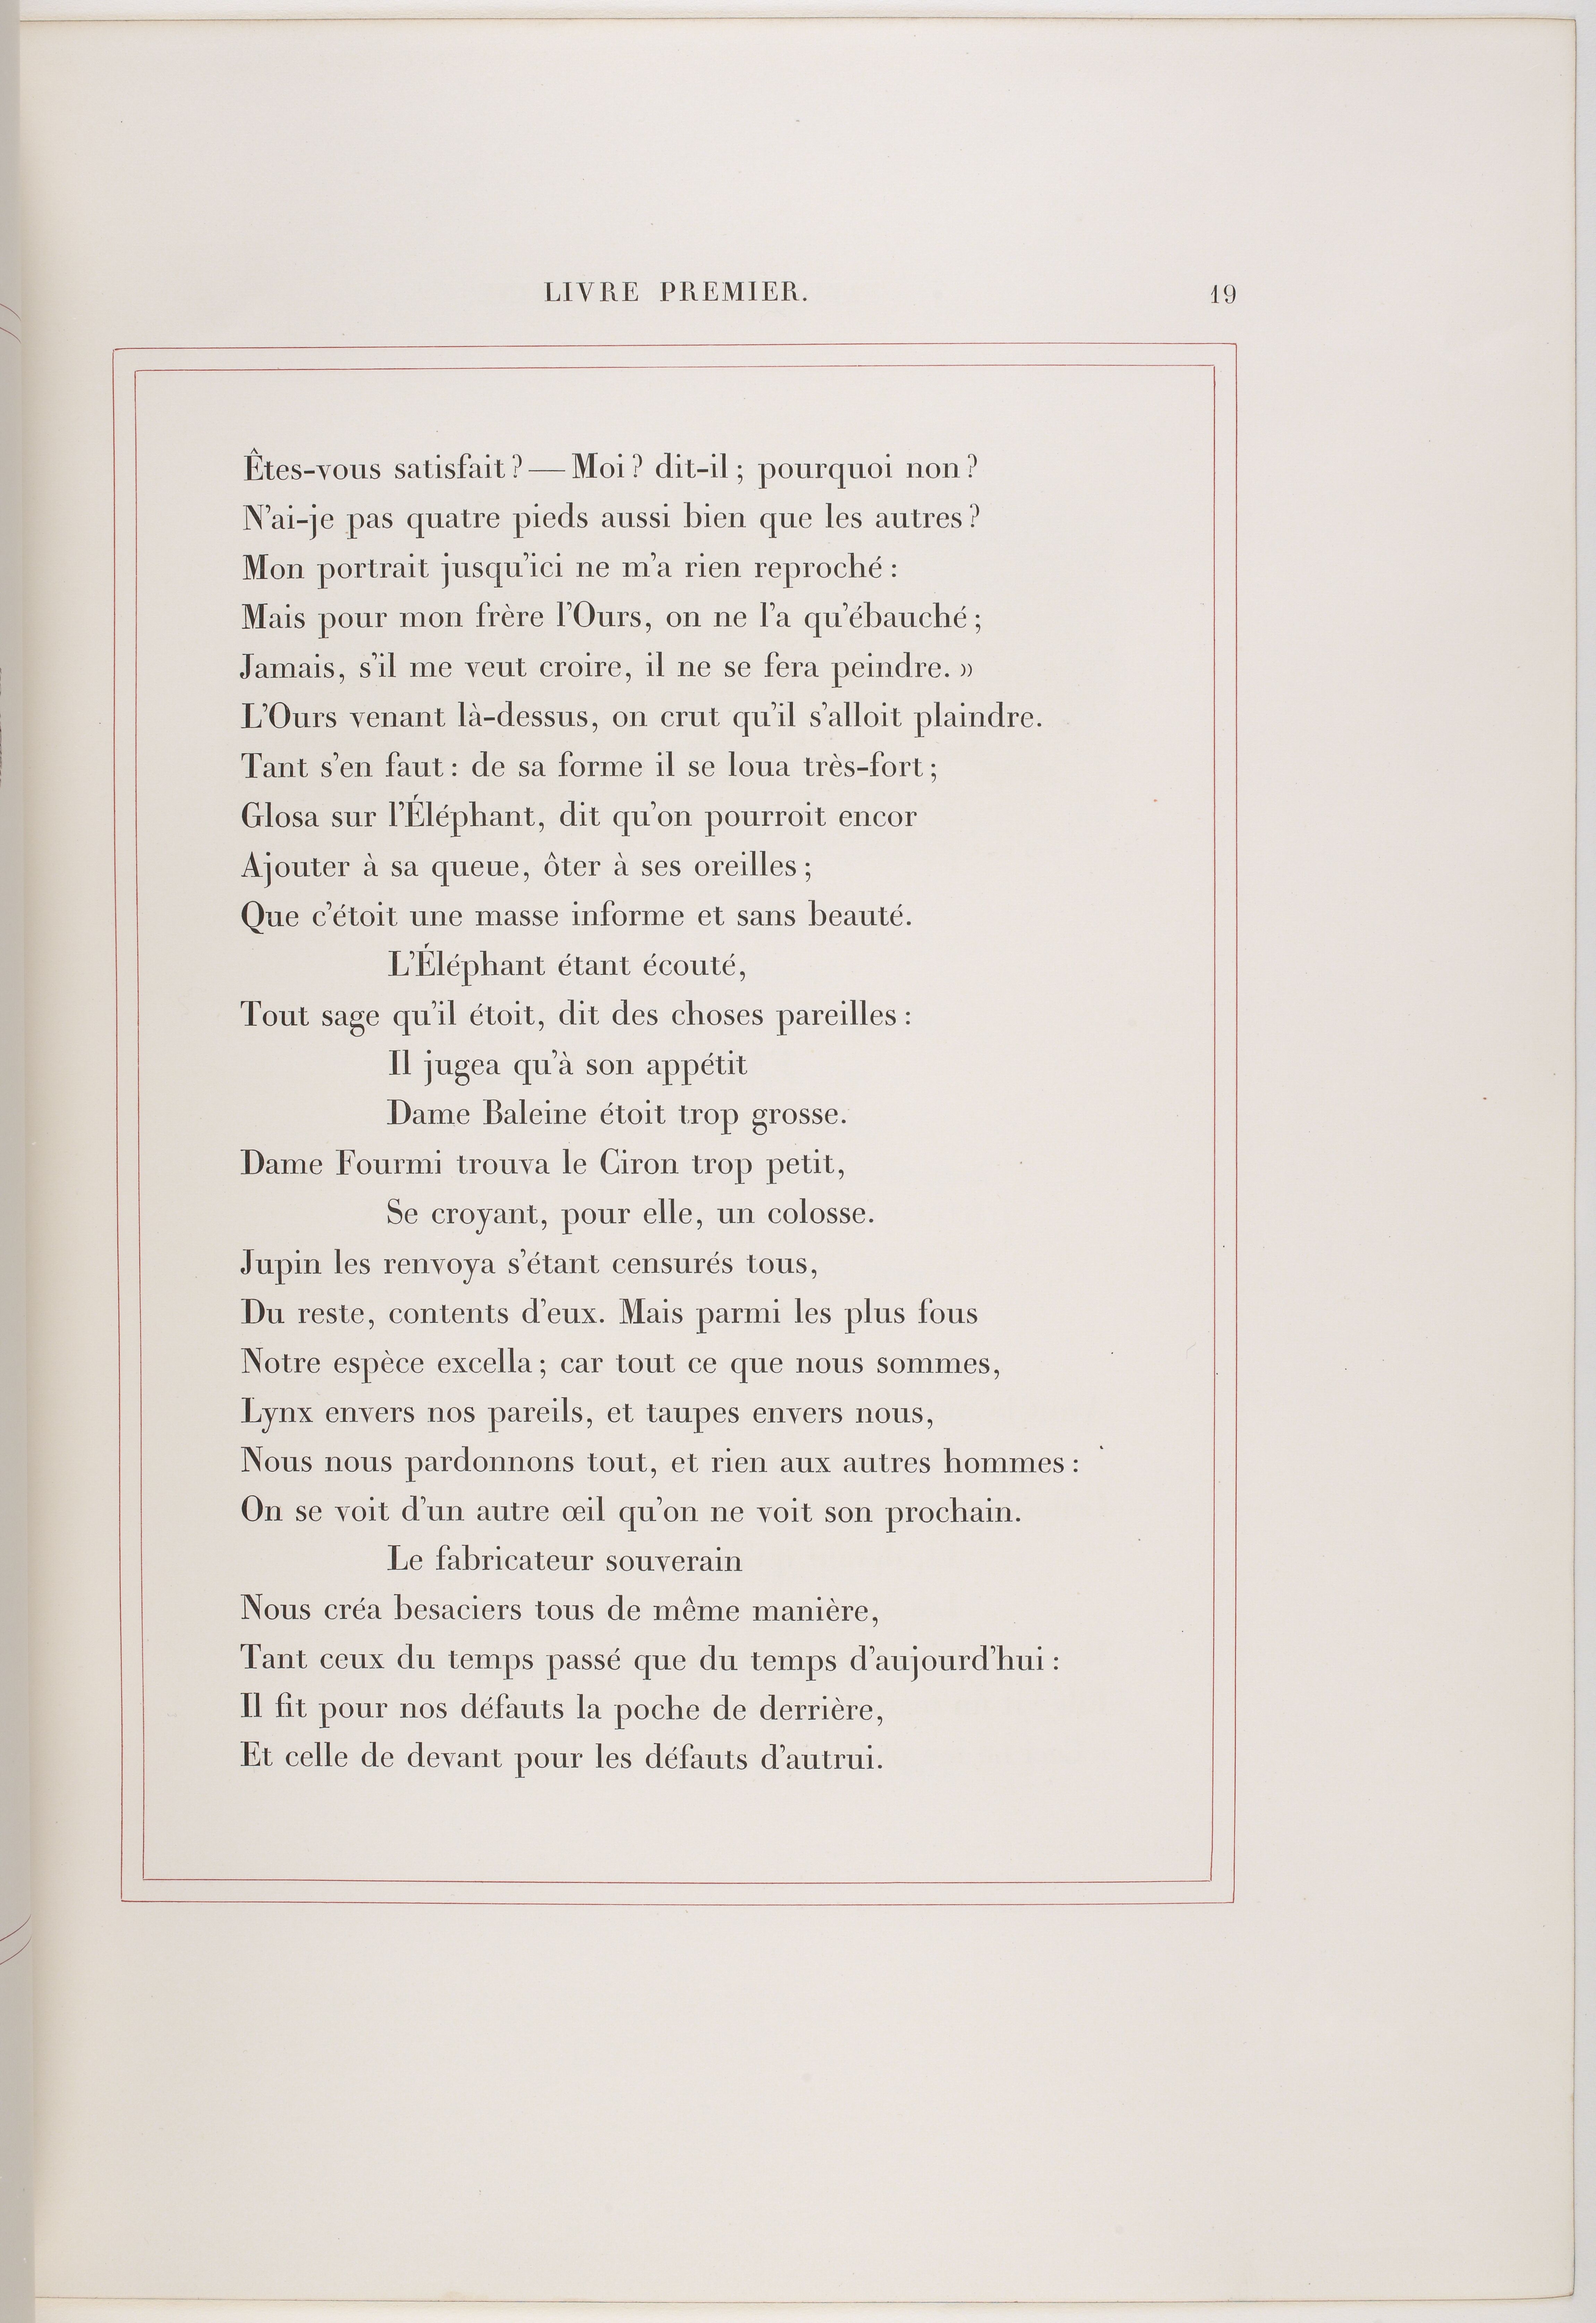 LIVRE PREMIER. 19
Êtes-vous satisfait ? — Moi ? dit-il ; pourquoi non ?
N'ai-je pas quatre pieds aussi bien que les autres ?
Mon portrait jusqu'ici ne m'a rien reproché :
Mais pour mon frère l'Ours, on ne l'a qu'ébauché ;
Jamais, s'il me veut croire, il ne se fera peindre. »
L'Ours venant là-dessus, on crut qu'il s'alloit plaindre.
Tant s'en faut : de sa forme il se loua très-fort ;
Glosa sur l'Éléphant, dit qu'on pourroit encor
Ajouter à sa queue, ôter à ses oreilles ;
Que c'étoit une masse informe et sans beauté.
L'Éléphant étant écouté,
Tout sage qu'il étoit, dit des choses pareilles :
Il jugea qu'à son appétit
Dame Baleine étoit trop grosse.
Dame Fourmi trouva le Ciron trop petit,
Se croyant, pour elle, un colosse.
Jupin les renvoya s'étant censurés tous,
Du reste, contents d'eux. Mais parmi les plus fous
Notre espèce excella ; car tout ce que nous sommes,
Lynx envers nos pareils, et taupes envers nous,
Nous nous pardonnons tout, et rien aux autres hommes :
On se voit d'un autre œil qu'on ne voit son prochain.
Le fabricateur souverain
Nous créa besaciers tous de même manière,
Tant ceux du temps passé que du temps d'aujourd'hui :
Il fit pour nos défauts la poche de derrière,
Et celle de devant pour les défauts d'autrui.